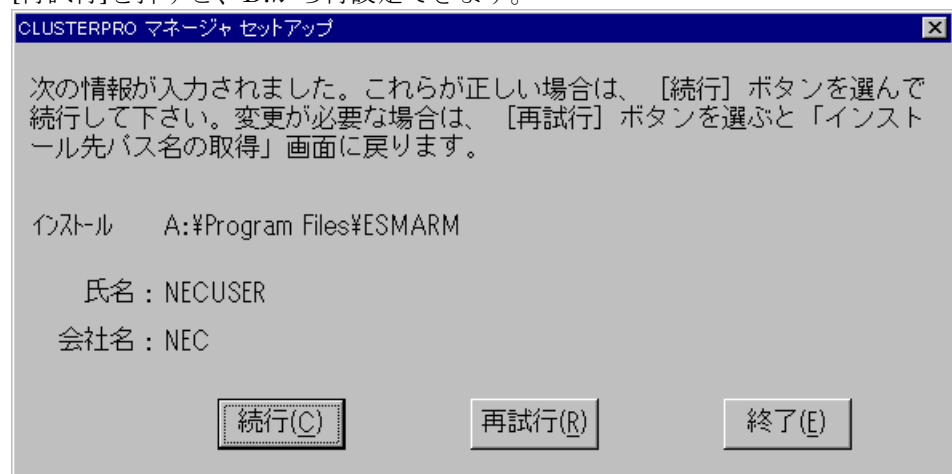 CLUSTERPRO マネージャ セットアップ
次の情報が入力されました。これらが正しい場合は、 [続行] ボタンを選んで
続行して下さい。変更が必要な場合は、 [再試行] ボタンを選ぶと「インスト
ール先パス名の取得」画面に戻ります。
インストール A:¥Program Files¥ESMARM
氏名：NECUSER
会社名：NEC
続行(C) 再試行(R) 終了(E)